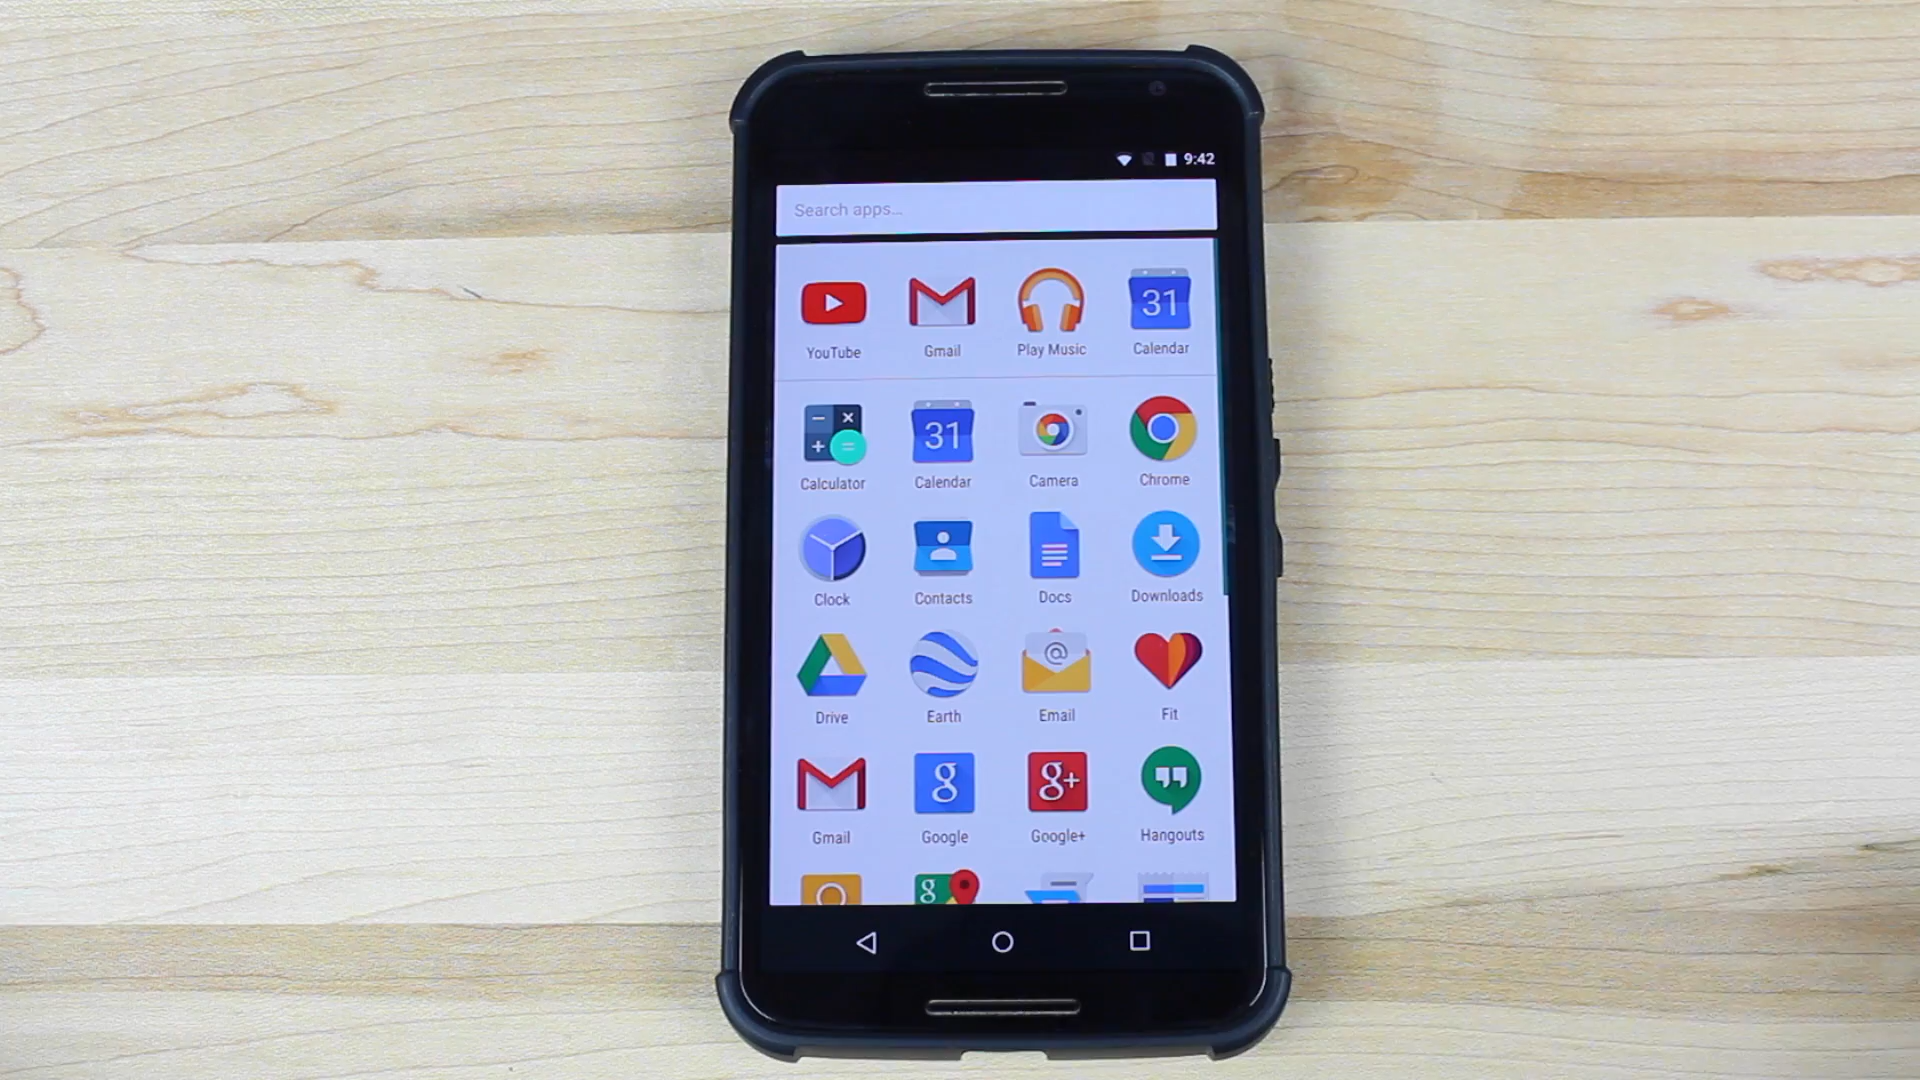 9:42
Search apps...
YouTube Gmail Play Music Calendar
31
Calculator Calendar Camera Chrome
31
Clock Contacts Docs Downloads
Drive Earth Email Fit
@
Gmail Google Google+ Hangouts
g g+
g